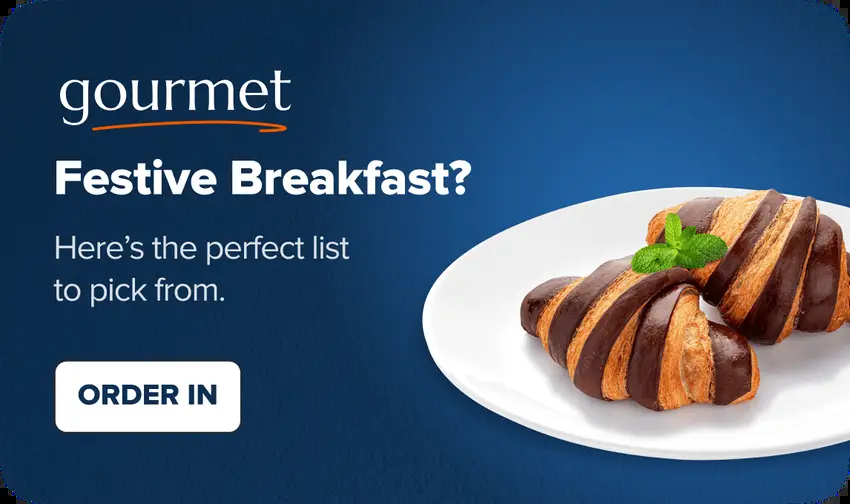 gourmet
Festive Breakfast?
Here’s the perfect list
to pick from.
ORDER IN